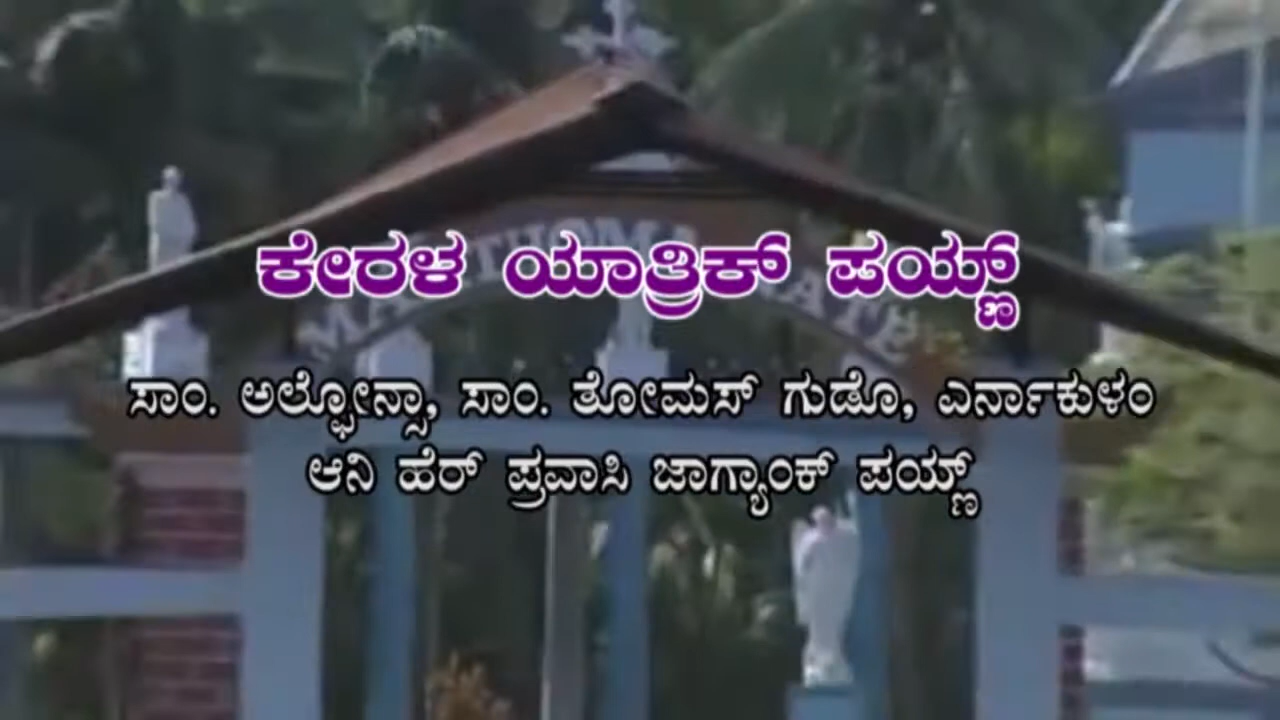 ಕೇರಳ ಯಾತ್ರಿಕ್ ಪಯ್ಣ್
ಸಾಂ. ಅಲ್ಫೋನ್ಸಾ, ಸಾಂ. ತೋಮಸ್ ಗುಡೊ, ಎರ್ನಾಕುಳಂ
ಆನಿ ಹೆರ್ ಪ್ರವಾಸಿ ಜಾಗ್ಯಾಂಕ್ ಪಯ್ಣ್